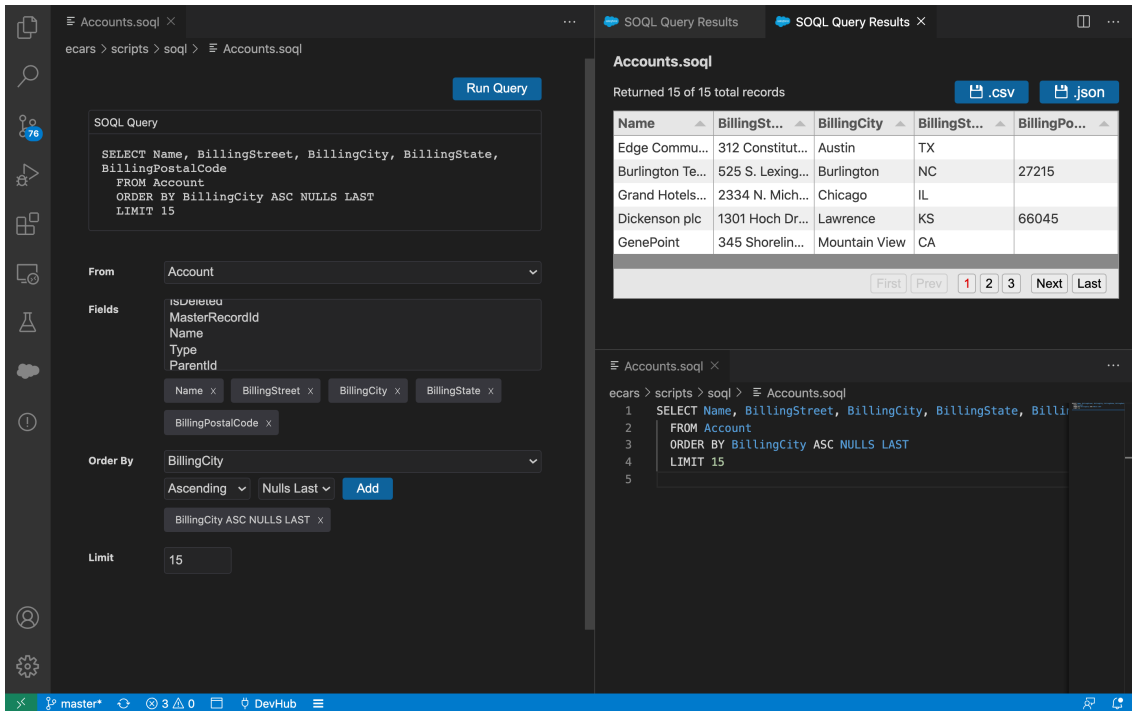 Accounts.soql
ecars > scripts > soql > Accounts.soql
Run Query
SOQL Query
SELECT Name, BillingStreet, BillingCity, BillingState,
BillingPostalCode
FROM Account
ORDER BY BillingCity ASC NULLS LAST
LIMIT 15
From
Account
Fields
IsDeleted
MasterRecordId
Name
Type
ParentId
Name x BillingStreet x BillingCity x BillingState x
BillingPostalCode x
Order By
BillingCity
Ascending Nulls Last Add
BillingCity ASC NULLS LAST x
Limit
15
76
SOQL Query Results SOQL Query Results
Accounts.soql
Returned 15 of 15 total records
.csv .json
Name BillingSt... BillingCity BillingSt... BillingPo...
Edge Commu... 312 Constitut... Austin TX
Burlington Te... 525 S. Lexing... Burlington NC 27215
Grand Hotels... 2334 N. Mich... Chicago IL
Dickenson plc 1301 Hoch Dr... Lawrence KS 66045
GenePoint 345 Shorelin... Mountain View CA
First Prev 1 2 3 Next Last
Accounts.soql
ecars > scripts > soql > Accounts.soql
1 SELECT Name, BillingStreet, BillingCity, BillingState, Billi
2 FROM Account
3 ORDER BY BillingCity ASC NULLS LAST
4 LIMIT 15
5
master* 3 0 DevHub